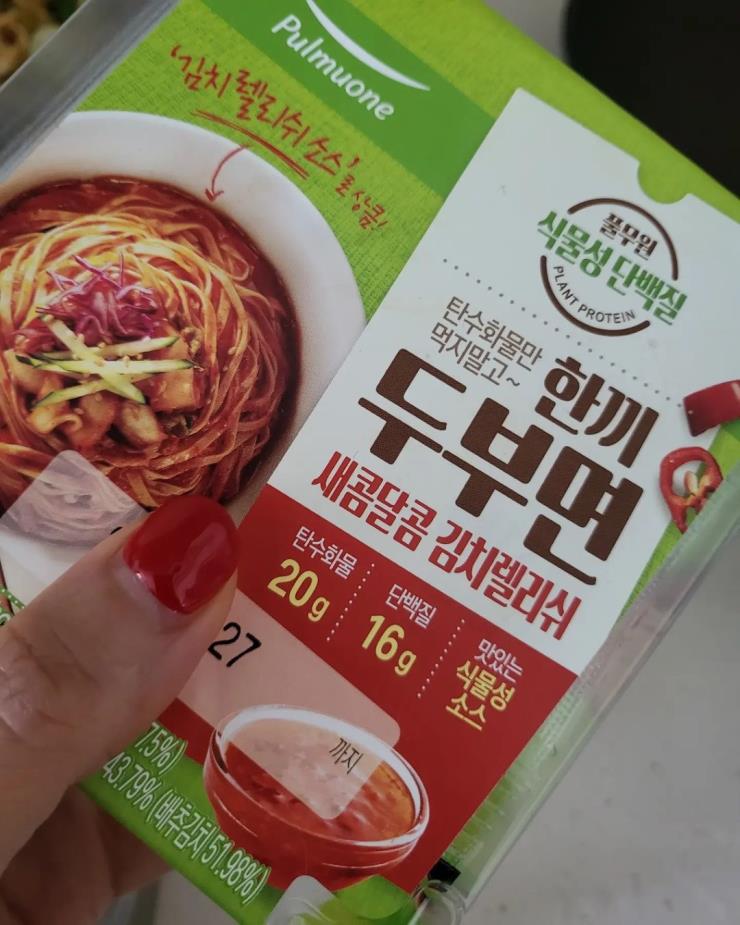 Pulmuone
'김치 렐리쉬 소스'
로 상큼!
풀무원
식물성 단백질
PLANT PROTEIN
탄수화물만
먹지말고~
한끼
두부면
새콤달콤 김치렐리쉬
탄수화물
20g
단백질
16g
맛있는
식물성
소스
27
까지
7.5%)
43.79% (배추김치 51.98%)